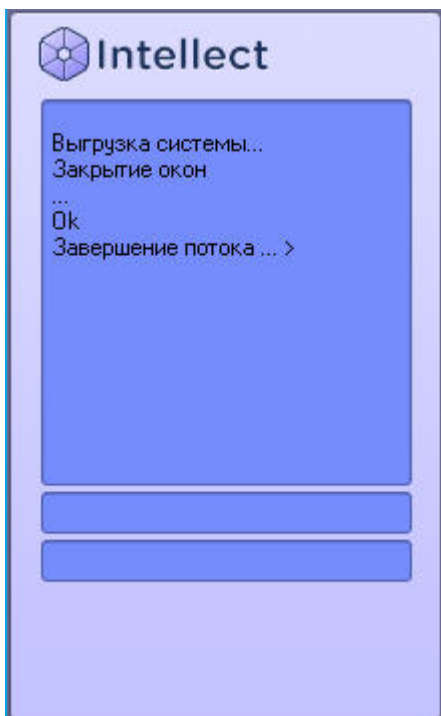 Intellect
Выгрузка системы...
Закрытие окон
...
Ok
Завершение потока ... >